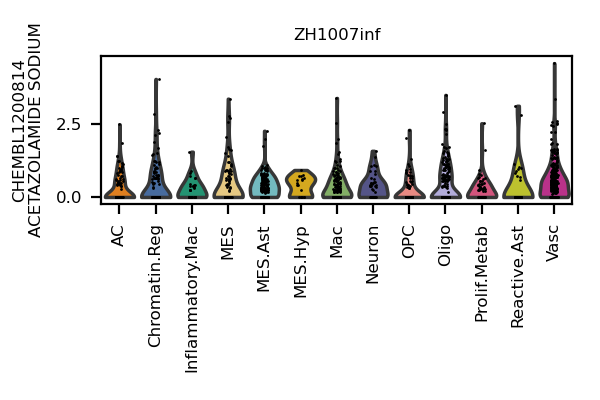 ZH1007inf
CHEMBL1200814
ACETAZOLAMIDE SODIUM
2.5
0.0
AC
Chromatin.Reg
Inflammatory.Mac
MES
MES.Ast
MES.Hyp
Mac
Neuron
OPC
Oligo
Prolif.Metab
Reactive.Ast
Vasc